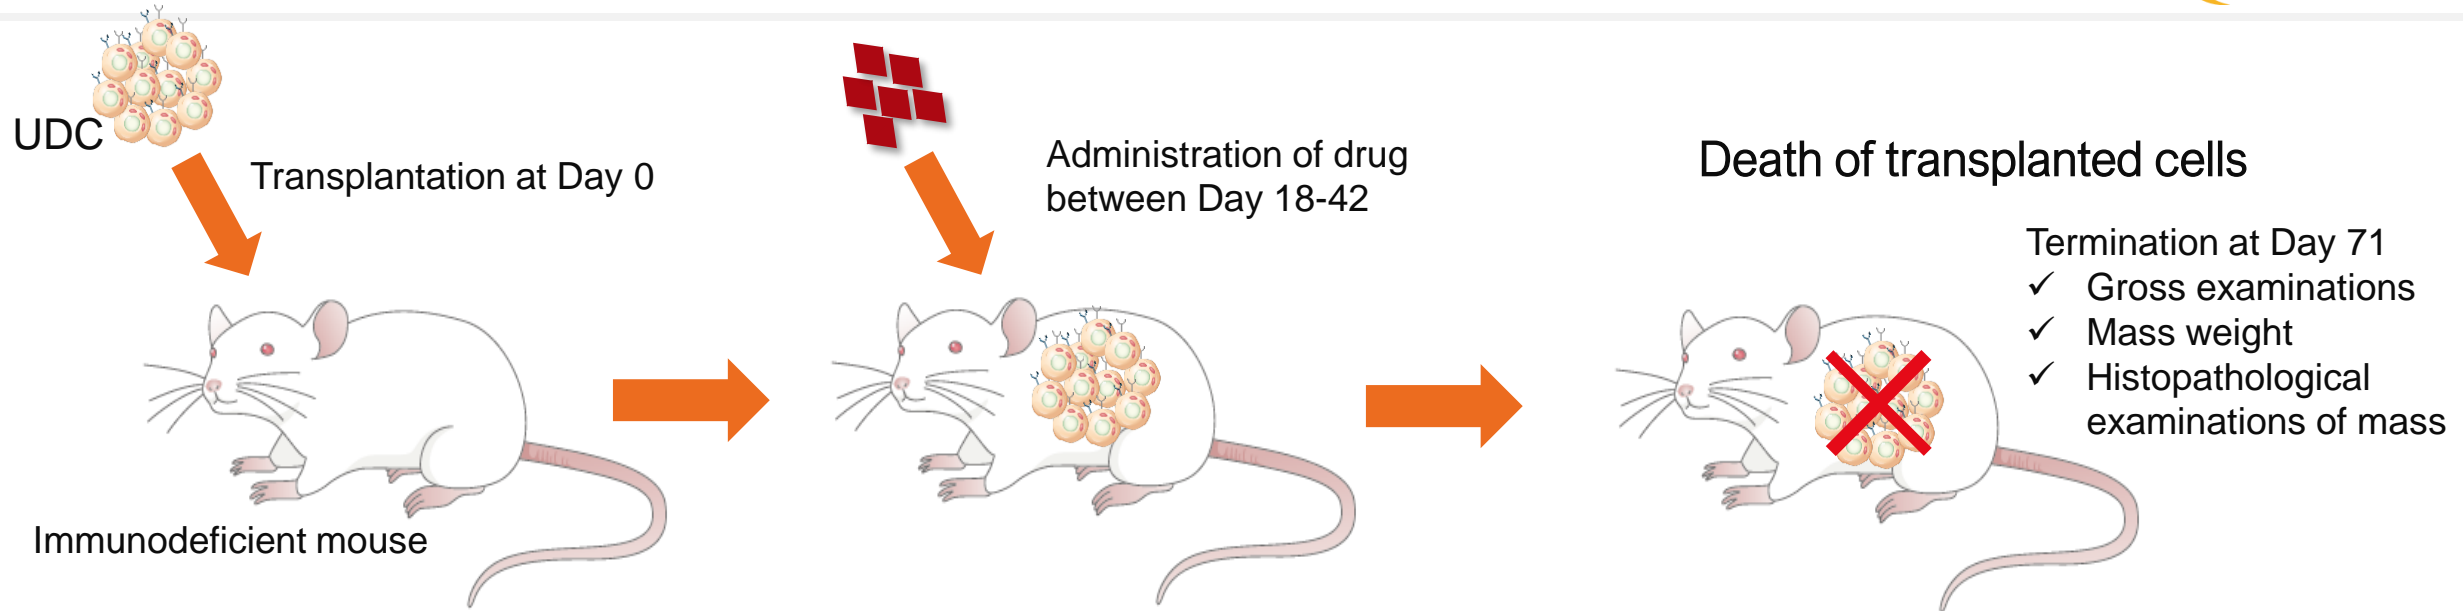 UDC
Transplantation at Day 0
Immunodeficient mouse
Administration of drug
between Day 18-42
Death of transplanted cells
Termination at Day 71
✓ Gross examinations
✓ Mass weight
✓ Histopathological
examinations of mass